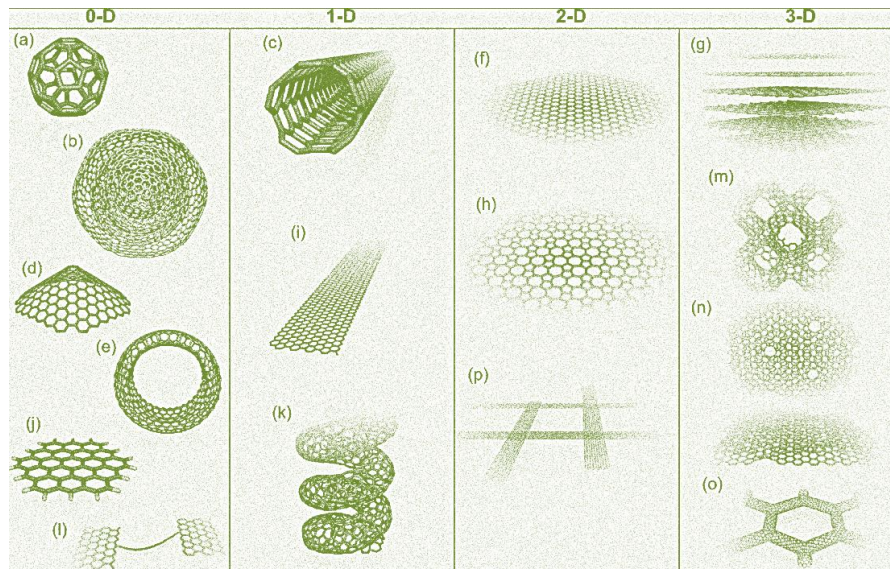 0-D 1-D 2-D 3-D
(a) (c) (f) (g)
(b)
(m)
(h)
(i)
(d)
(n)
(e)
(p)
(k)
(j)
(o)
(l)